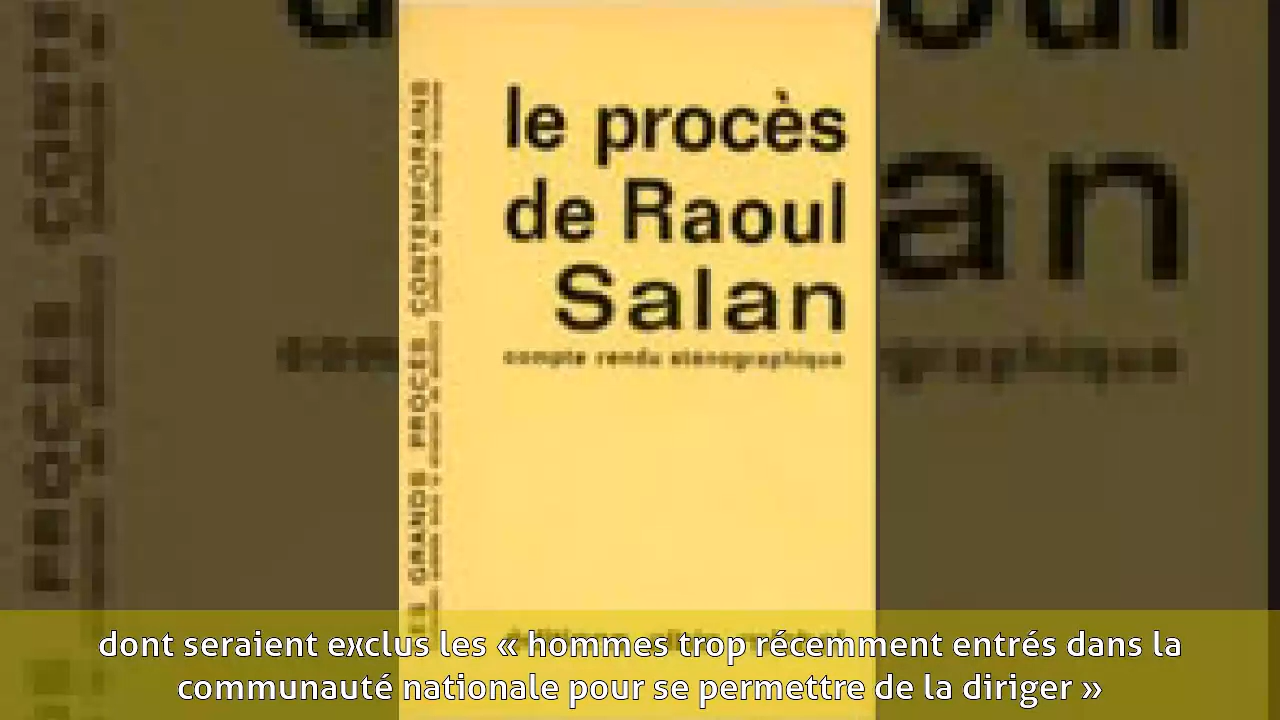 le procès
de Raoul
Salan
compte rendu sténographique
GRANDS PROCÈS CONTEMPORAINS
dont seraient exclus les « hommes trop récemment entrés dans la
communauté nationale pour se permettre de la diriger »